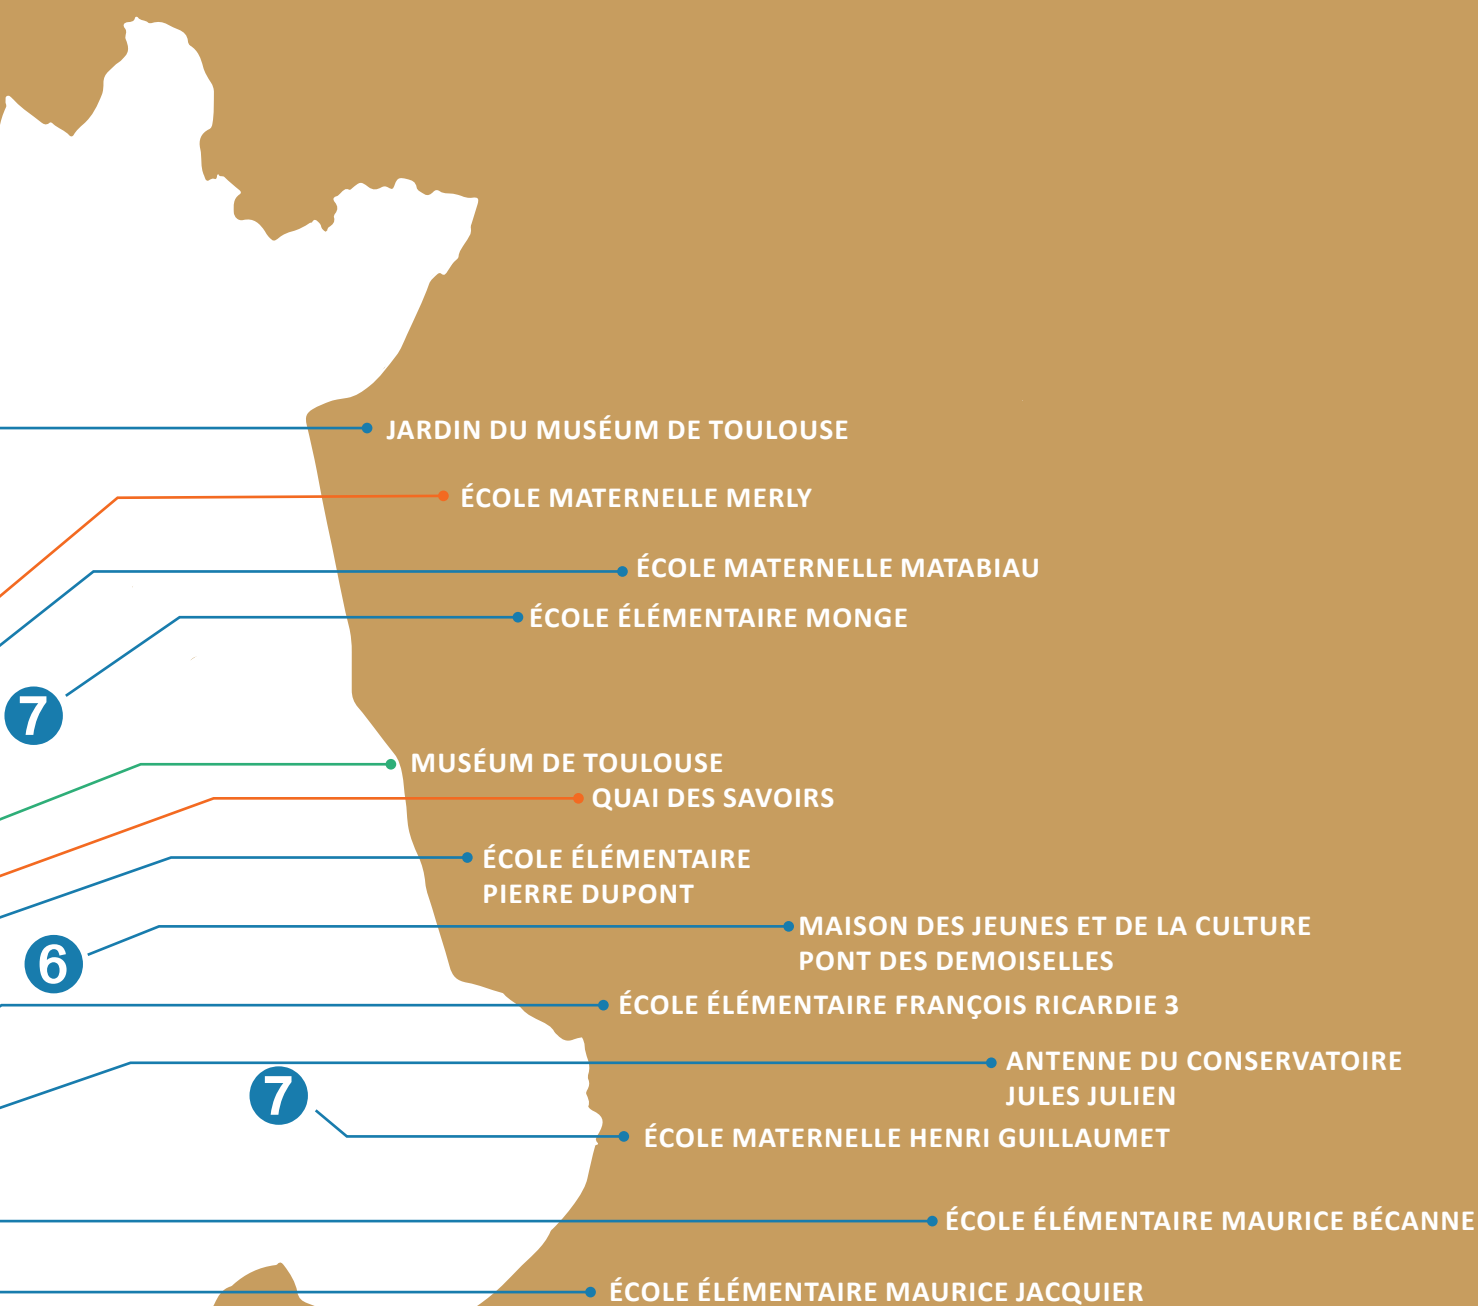 JARDIN DU MUSÉUM DE TOULOUSE
ÉCOLE MATERNELLE MERLY
ÉCOLE MATERNELLE MATABIAU
ÉCOLE ÉLÉMENTAIRE MONGE
7
MUSÉUM DE TOULOUSE
QUAI DES SAVOIRS
ÉCOLE ÉLÉMENTAIRE
PIERRE DUPONT
MAISON DES JEUNES ET DE LA CULTURE
PONT DES DEMOISELLES
6
ÉCOLE ÉLÉMENTAIRE FRANÇOIS RICARDIE 3
ANTENNE DU CONSERVATOIRE
JULES JULIEN
7
ÉCOLE MATERNELLE HENRI GUILLAUMET
ÉCOLE ÉLÉMENTAIRE MAURICE BÉCANNE
ÉCOLE ÉLÉMENTAIRE MAURICE JACQUIER